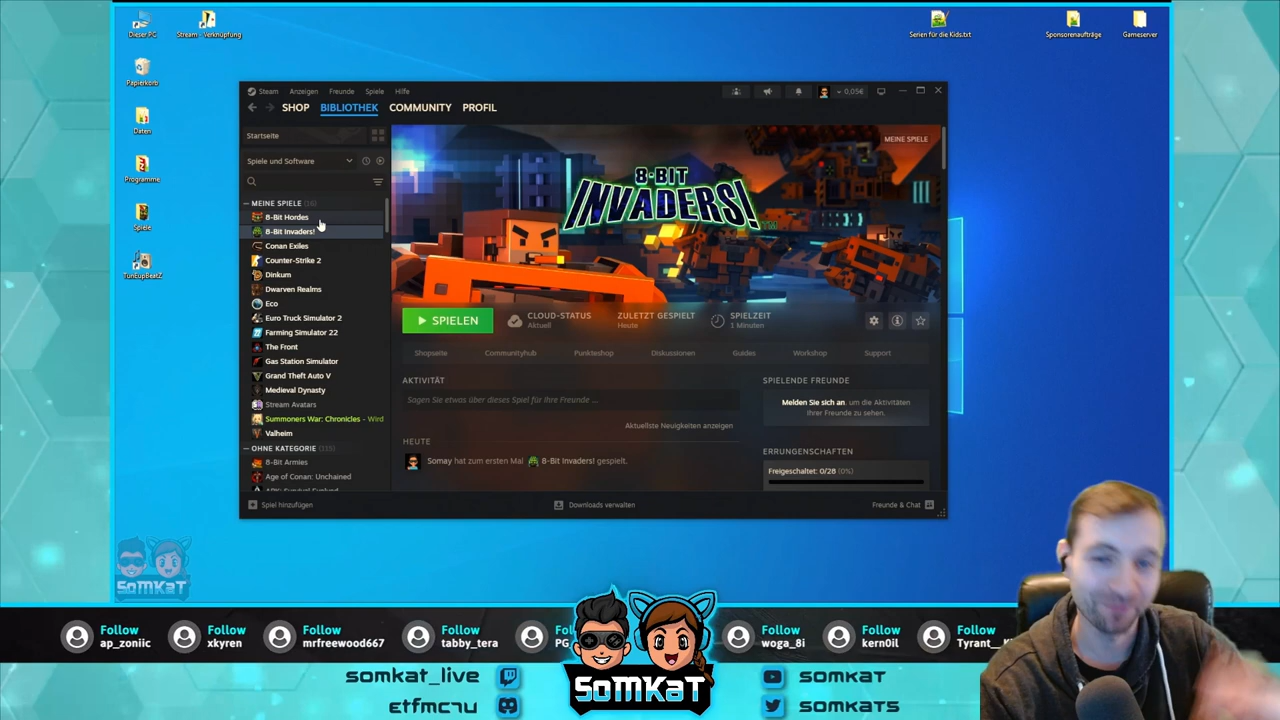 Dieser PC
Stream - Verknüpfung
Serien für die Kids.txt
Sponsorenaufträge
Gameserver
Papierkorb
Daten
Programme
Spiele
TunEupBeatZ
Steam Anzeigen Freunde Spiele Hilfe
0,05€
SHOP BIBLIOTHEK COMMUNITY PROFIL
Startseite
Spiele und Software
MEINE SPIELE (16)
8-Bit Hordes
8-Bit Invaders!
Conan Exiles
Counter-Strike 2
Dinkum
Dwarven Realms
Eco
Euro Truck Simulator 2
Farming Simulator 22
The Front
Gas Station Simulator
Grand Theft Auto V
Medieval Dynasty
Stream Avatars
Summoners War: Chronicles - Wird
Valheim
OHNE KATEGORIE
8-Bit Armies
Age of Conan: Unchained
MEINE SPIELE
8-BIT
INVADERS!
SPIELEN
CLOUD-STATUS
Aktuell
ZULETZT GESPIELT
Heute
SPIELZEIT
1 Minuten
Shopseite Communityhub Punkteshop Diskussionen Guides Workshop Support
AKTIVITÄT
Sagen Sie etwas über dieses Spiel für Ihre Freunde ...
Aktuellste Neuigkeiten anzeigen
HEUTE
Somay hat zum ersten Mal 8-Bit Invaders! gespielt.
SPIELENDE FREUNDE
Melden Sie sich an, um die Aktivitäten
Ihrer Freunde zu sehen.
ERRUNGENSCHAFTEN
Freigeschaltet: 0/28 (0%)
Spiel hinzufügen
Downloads verwalten
Freunde & Chat
SOMKAT
Follow
ap_zoniic
Follow
xkyren
Follow
mrfreewood667
Follow
tabby_tera
PG
Follow
woga_8i
Follow
kern0il
Follow
SOMKAT
somkat_live
etfmc7u
somkat
somkats